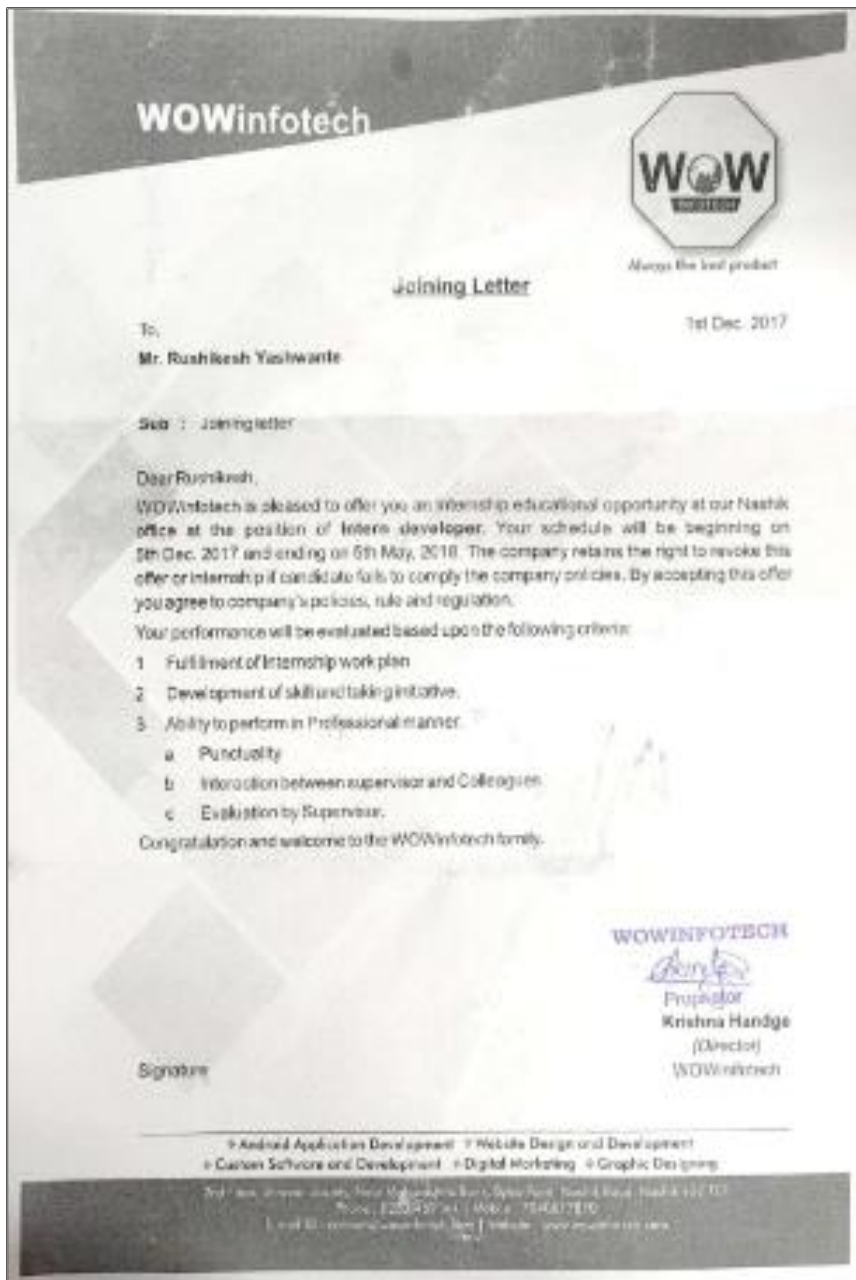 WOWinfotech
WOW
INFOTECH
Always the best product
Joining Letter
To,
1st Dec. 2017
Mr. Rushikesh Yashwante
Sub : Joining letter
Dear Rushikesh,
WOWinfotech is pleased to offer you an internship educational opportunity at our Nashik
office at the position of Intern developer. Your schedule will be beginning on
5th Dec. 2017 and ending on 5th May, 2018. The company retains the right to revoke this
offer or internship if candidate fails to comply the company policies. By accepting this offer
you agree to company's policies, rule and regulation.
Your performance will be evaluated based upon the following criteria:
1 Fulfillment of Internship work plan
2 Development of skill and taking initiative.
3 Ability to perform in Professional manner.
a Punctuality
b Interaction between supervisor and Colleagues
c Evaluation by Supervisor.
Congratulation and welcome to the WOWinfotech family.
WOWINFOTECH
Proprietor
Krishna Handge
(Director)
Signature
WOWinfotech
Android Application Development Website Design and Development
Custom Software and Development Digital Marketing Graphic Designing